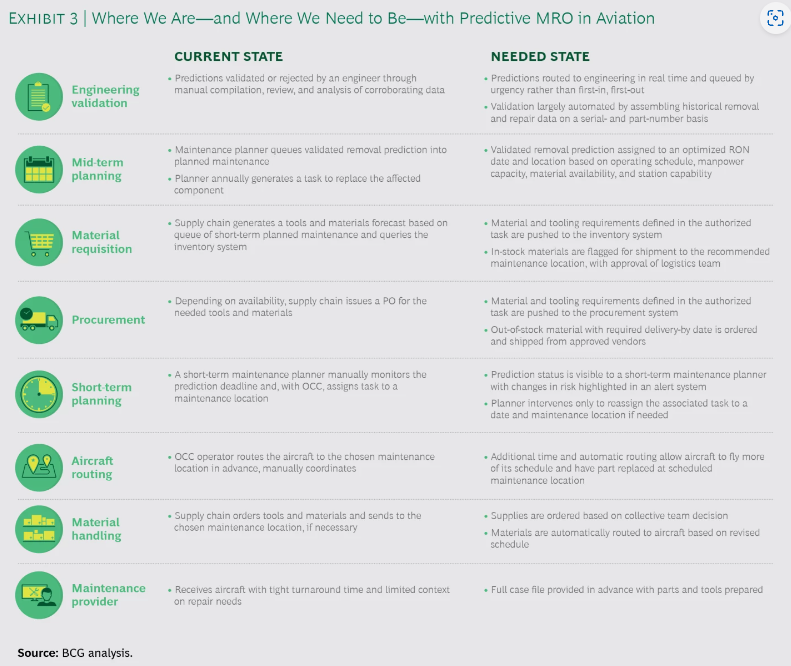 EXHIBIT 3 | Where We Are—and Where We Need to Be—with Predictive MRO in Aviation
CURRENT STATE
NEEDED STATE
Engineering
validation
• Predictions validated or rejected by an engineer through
manual compilation, review, and analysis of corroborating data
• Predictions routed to engineering in real time and queued by
urgency rather than first-in, first-out
• Validation largely automated by assembling historical removal
and repair data on a serial- and part-number basis
Mid-term
planning
• Maintenance planner queues validated removal prediction into
planned maintenance
• Planner annually generates a task to replace the affected
component
• Validated removal prediction assigned to an optimized RON
date and location based on operating schedule, manpower
capacity, material availability, and station capability
Material
requisition
• Supply chain generates a tools and materials forecast based on
queue of short-term planned maintenance and queries the
inventory system
• Material and tooling requirements defined in the authorized
task are pushed to the inventory system
• In-stock materials are flagged for shipment to the recommended
maintenance location, with approval of logistics team
Procurement
• Depending on availability, supply chain issues a PO for the
needed tools and materials
• Material and tooling requirements defined in the authorized
task are pushed to the procurement system
• Out-of-stock material with required delivery-by date is ordered
and shipped from approved vendors
Short-term
planning
• A short-term maintenance planner manually monitors the
prediction deadline and, with OCC, assigns task to a
maintenance location
• Prediction status is visible to a short-term maintenance planner
with changes in risk highlighted in an alert system
• Planner intervenes only to reassign the associated task to a
date and maintenance location if needed
Aircraft
routing
• OCC operator routes the aircraft to the chosen maintenance
location in advance, manually coordinates
• Additional time and automatic routing allow aircraft to fly more
of its schedule and have part replaced at scheduled
maintenance location
Material
handling
• Supply chain orders tools and materials and sends to the
chosen maintenance location, if necessary
• Supplies are ordered based on collective team decision
• Materials are automatically routed to aircraft based on revised
schedule
Maintenance
provider
• Receives aircraft with tight turnaround time and limited context
on repair needs
• Full case file provided in advance with parts and tools prepared
Source: BCG analysis.